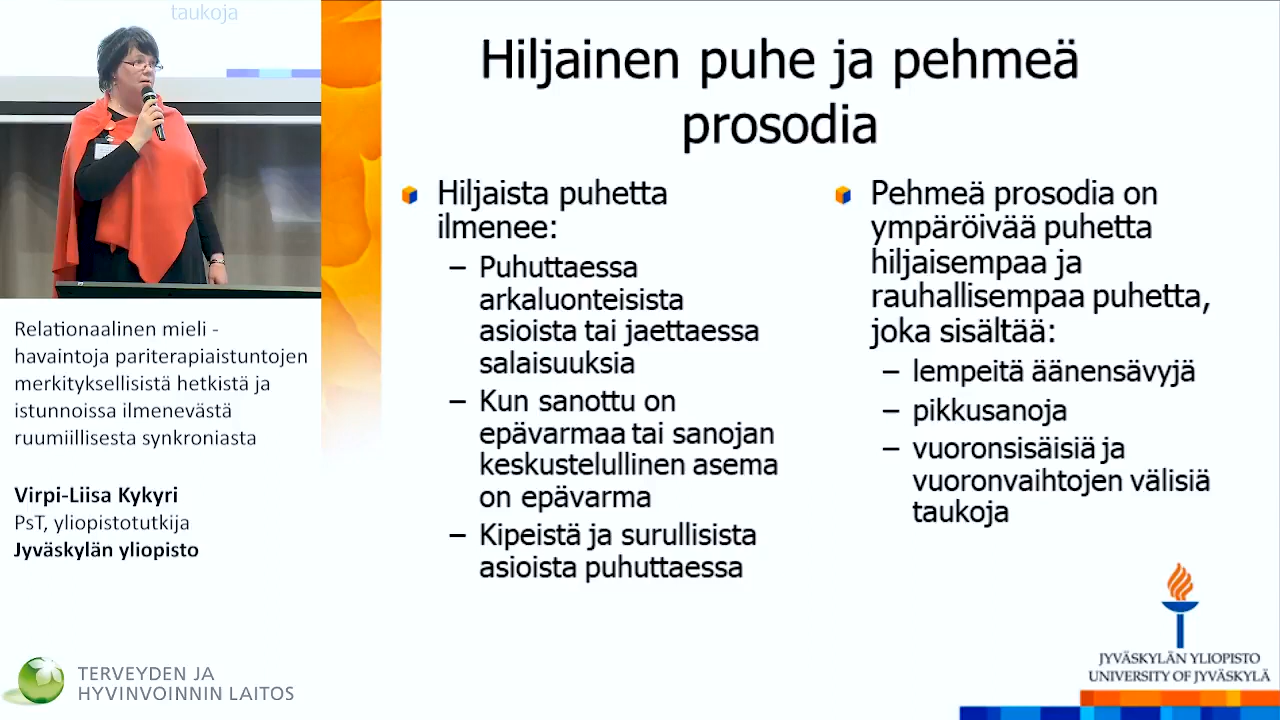 taukoja
Hiljainen puhe ja pehmeä
prosodia
Hiljaista puhetta
ilmenee:
– Puhuttaessa
arkaluonteisista
asioista tai jaettaessa
salaisuuksia
– Kun sanottu on
epävarmaa tai sanojan
keskustelullinen asema
on epävarma
– Kipeistä ja surullisista
asioista puhuttaessa
Pehmeä prosodia on
ympäröivää puhetta
hiljaisempaa ja
rauhallisempaa puhetta,
joka sisältää:
– lempeitä äänensävyjä
– pikkusanoja
– vuoronsisäisiä ja
vuoronvaihtojen välisiä
taukoja
Relationaalinen mieli -
havaintoja pariterapiaistuntojen
merkityksellisistä hetkistä ja
istunnoissa ilmenevästä
ruumiillisesta synkroniasta
Virpi-Liisa Kykyri
PsT, yliopistotutkija
Jyväskylän yliopisto
TERVEYDEN JA
HYVINVOINNIN LAITOS
JYVÄSKYLÄN YLIOPISTO
UNIVERSITY OF JYVÄSKYLÄ